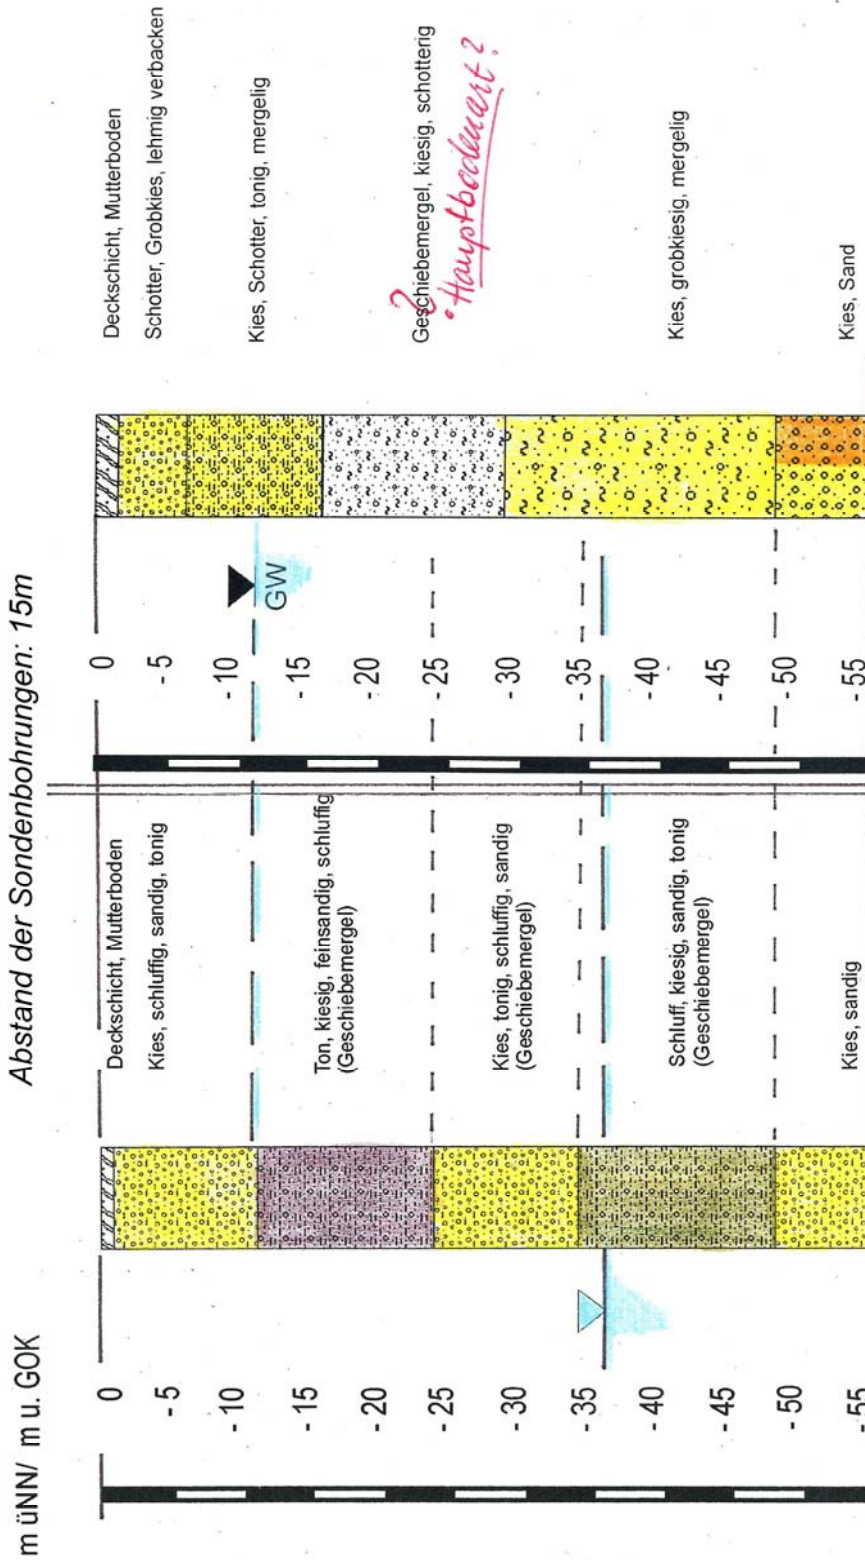 Abstand der Sondenbohrungen: 15m
m üNN/ m u. GOK
0
- 5
- 10
- 15
- 20
- 25
- 30
- 35
- 40
- 45
- 50
- 55
Deckschicht, Mutterboden
Kies, schluffig, sandig, tonig
Ton, kiesig, feinsandig, schluffig
(Geschiebemergel)
Kies, tonig, schluffig, sandig
(Geschiebemergel)
Schluff, kiesig, sandig, tonig
(Geschiebemergel)
Kies, sandig
0
- 5
- 10
- 15
- 20
- 25
- 30
- 35
- 40
- 45
- 50
- 55
GW
Deckschicht, Mutterboden
Schotter, Grobkies, lehmig verbacken
Kies, Schotter, tonig, mergelig
Geschiebemergel, kiesig, schotterig
?
• Hauptbodenart?
Kies, grobkiesig, mergelig
Kies, Sand